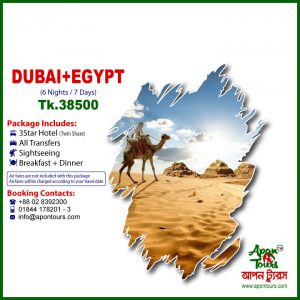 DUBAI+EGYPT
(6 Nights / 7 Days)
Tk.38500
Package Includes:
3Star Hotel (Twin Share)
All Transfers
Sightseeing
Breakfast + Dinner
Air fares are not included with this package
Air fares will be charged according to your travel date.
Booking Contacts:
+88 02 8392300
01844 178201 - 3
info@apontours.com
Apon
Tours
আপন ট্যুরস
www.apontours.com